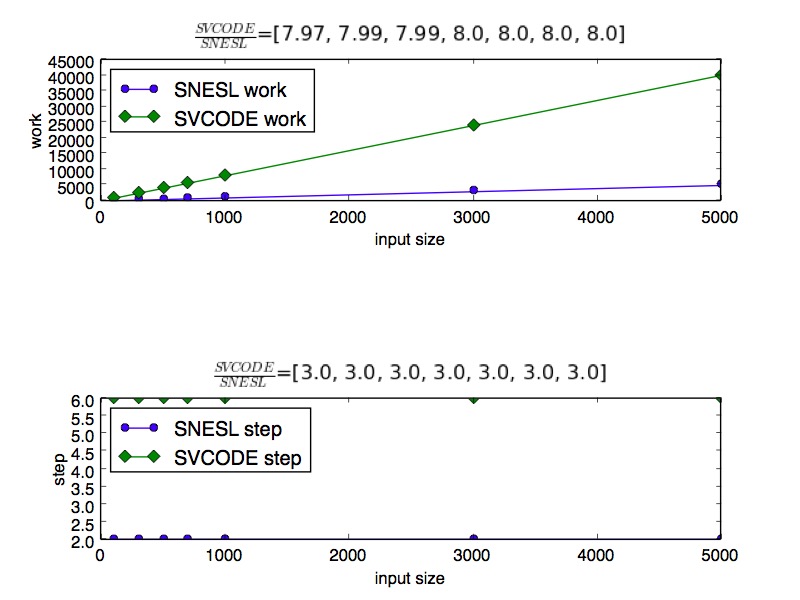 SVCODE/SNESL=[7.97, 7.99, 7.99, 8.0, 8.0, 8.0, 8.0]
45000
40000
35000
30000
25000
20000
15000
10000
5000
0
work
SNESL work
SVCODE work
0 1000 2000 3000 4000 5000
input size
SVCODE/SNESL=[3.0, 3.0, 3.0, 3.0, 3.0, 3.0, 3.0]
6.0
5.5
5.0
4.5
4.0
3.5
3.0
2.5
2.0
step
SNESL step
SVCODE step
0 1000 2000 3000 4000 5000
input size